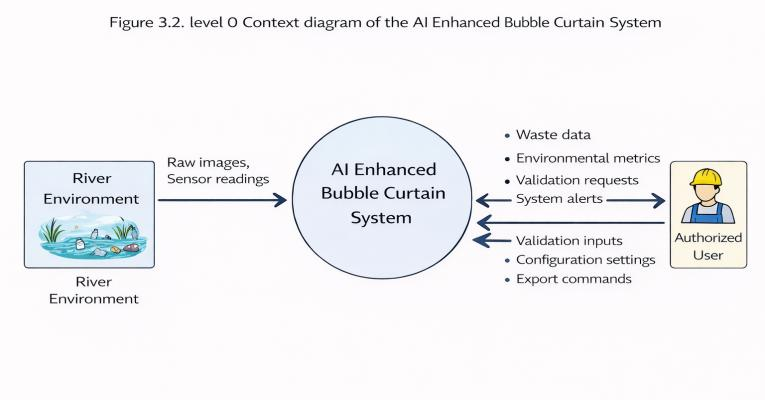 Figure 3.2. level 0 Context diagram of the AI Enhanced Bubble Curtain System
River
Environment
River
Environment
Raw images,
Sensor readings
AI Enhanced
Bubble Curtain
System
• Waste data
• Environmental metrics
• Validation requests
System alerts
Validation inputs
• Configuration settings
• Export commands
Authorized
User